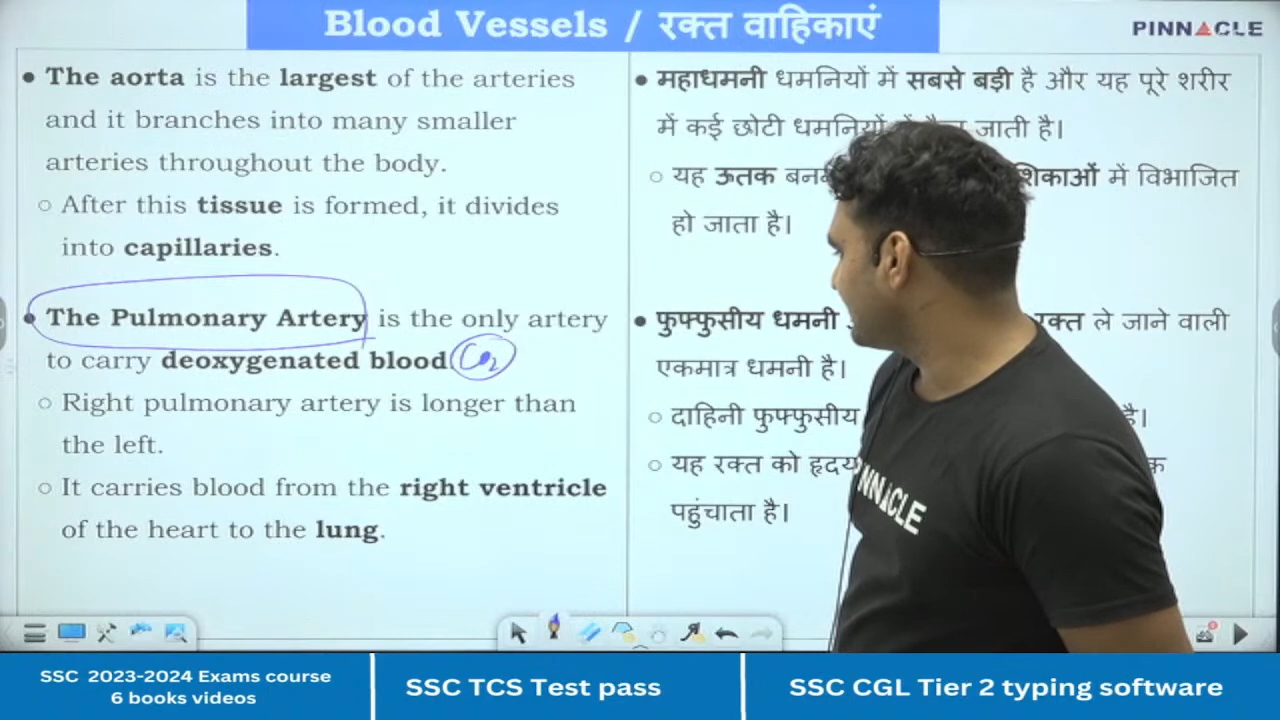 Blood Vessels / रक्त वाहिकाएं
PINNACLE
● The aorta is the largest of the arteries
and it branches into many smaller
arteries throughout the body.
○ After this tissue is formed, it divides
into capillaries.
● The Pulmonary Artery is the only artery
to carry deoxygenated blood
○ Right pulmonary artery is longer than
the left.
○ It carries blood from the right ventricle
of the heart to the lung.
● महाधमनी धमनियों में सबसे बड़ी है और यह पूरे शरीर
में कई छोटी धमनियों जाती है।
○ यह ऊतक में विभाजित
हो जाता है।
● फुफ्फुसीय धमनी रक्त ले जाने वाली
एकमात्र धमनी है।
○ दाहिनी फुफ्फुसीय है।
○ यह रक्त को
पहुंचाता है।
PINNACLE
SSC 2023-2024 Exams course
6 books videos
SSC TCS Test pass
SSC CGL Tier 2 typing software